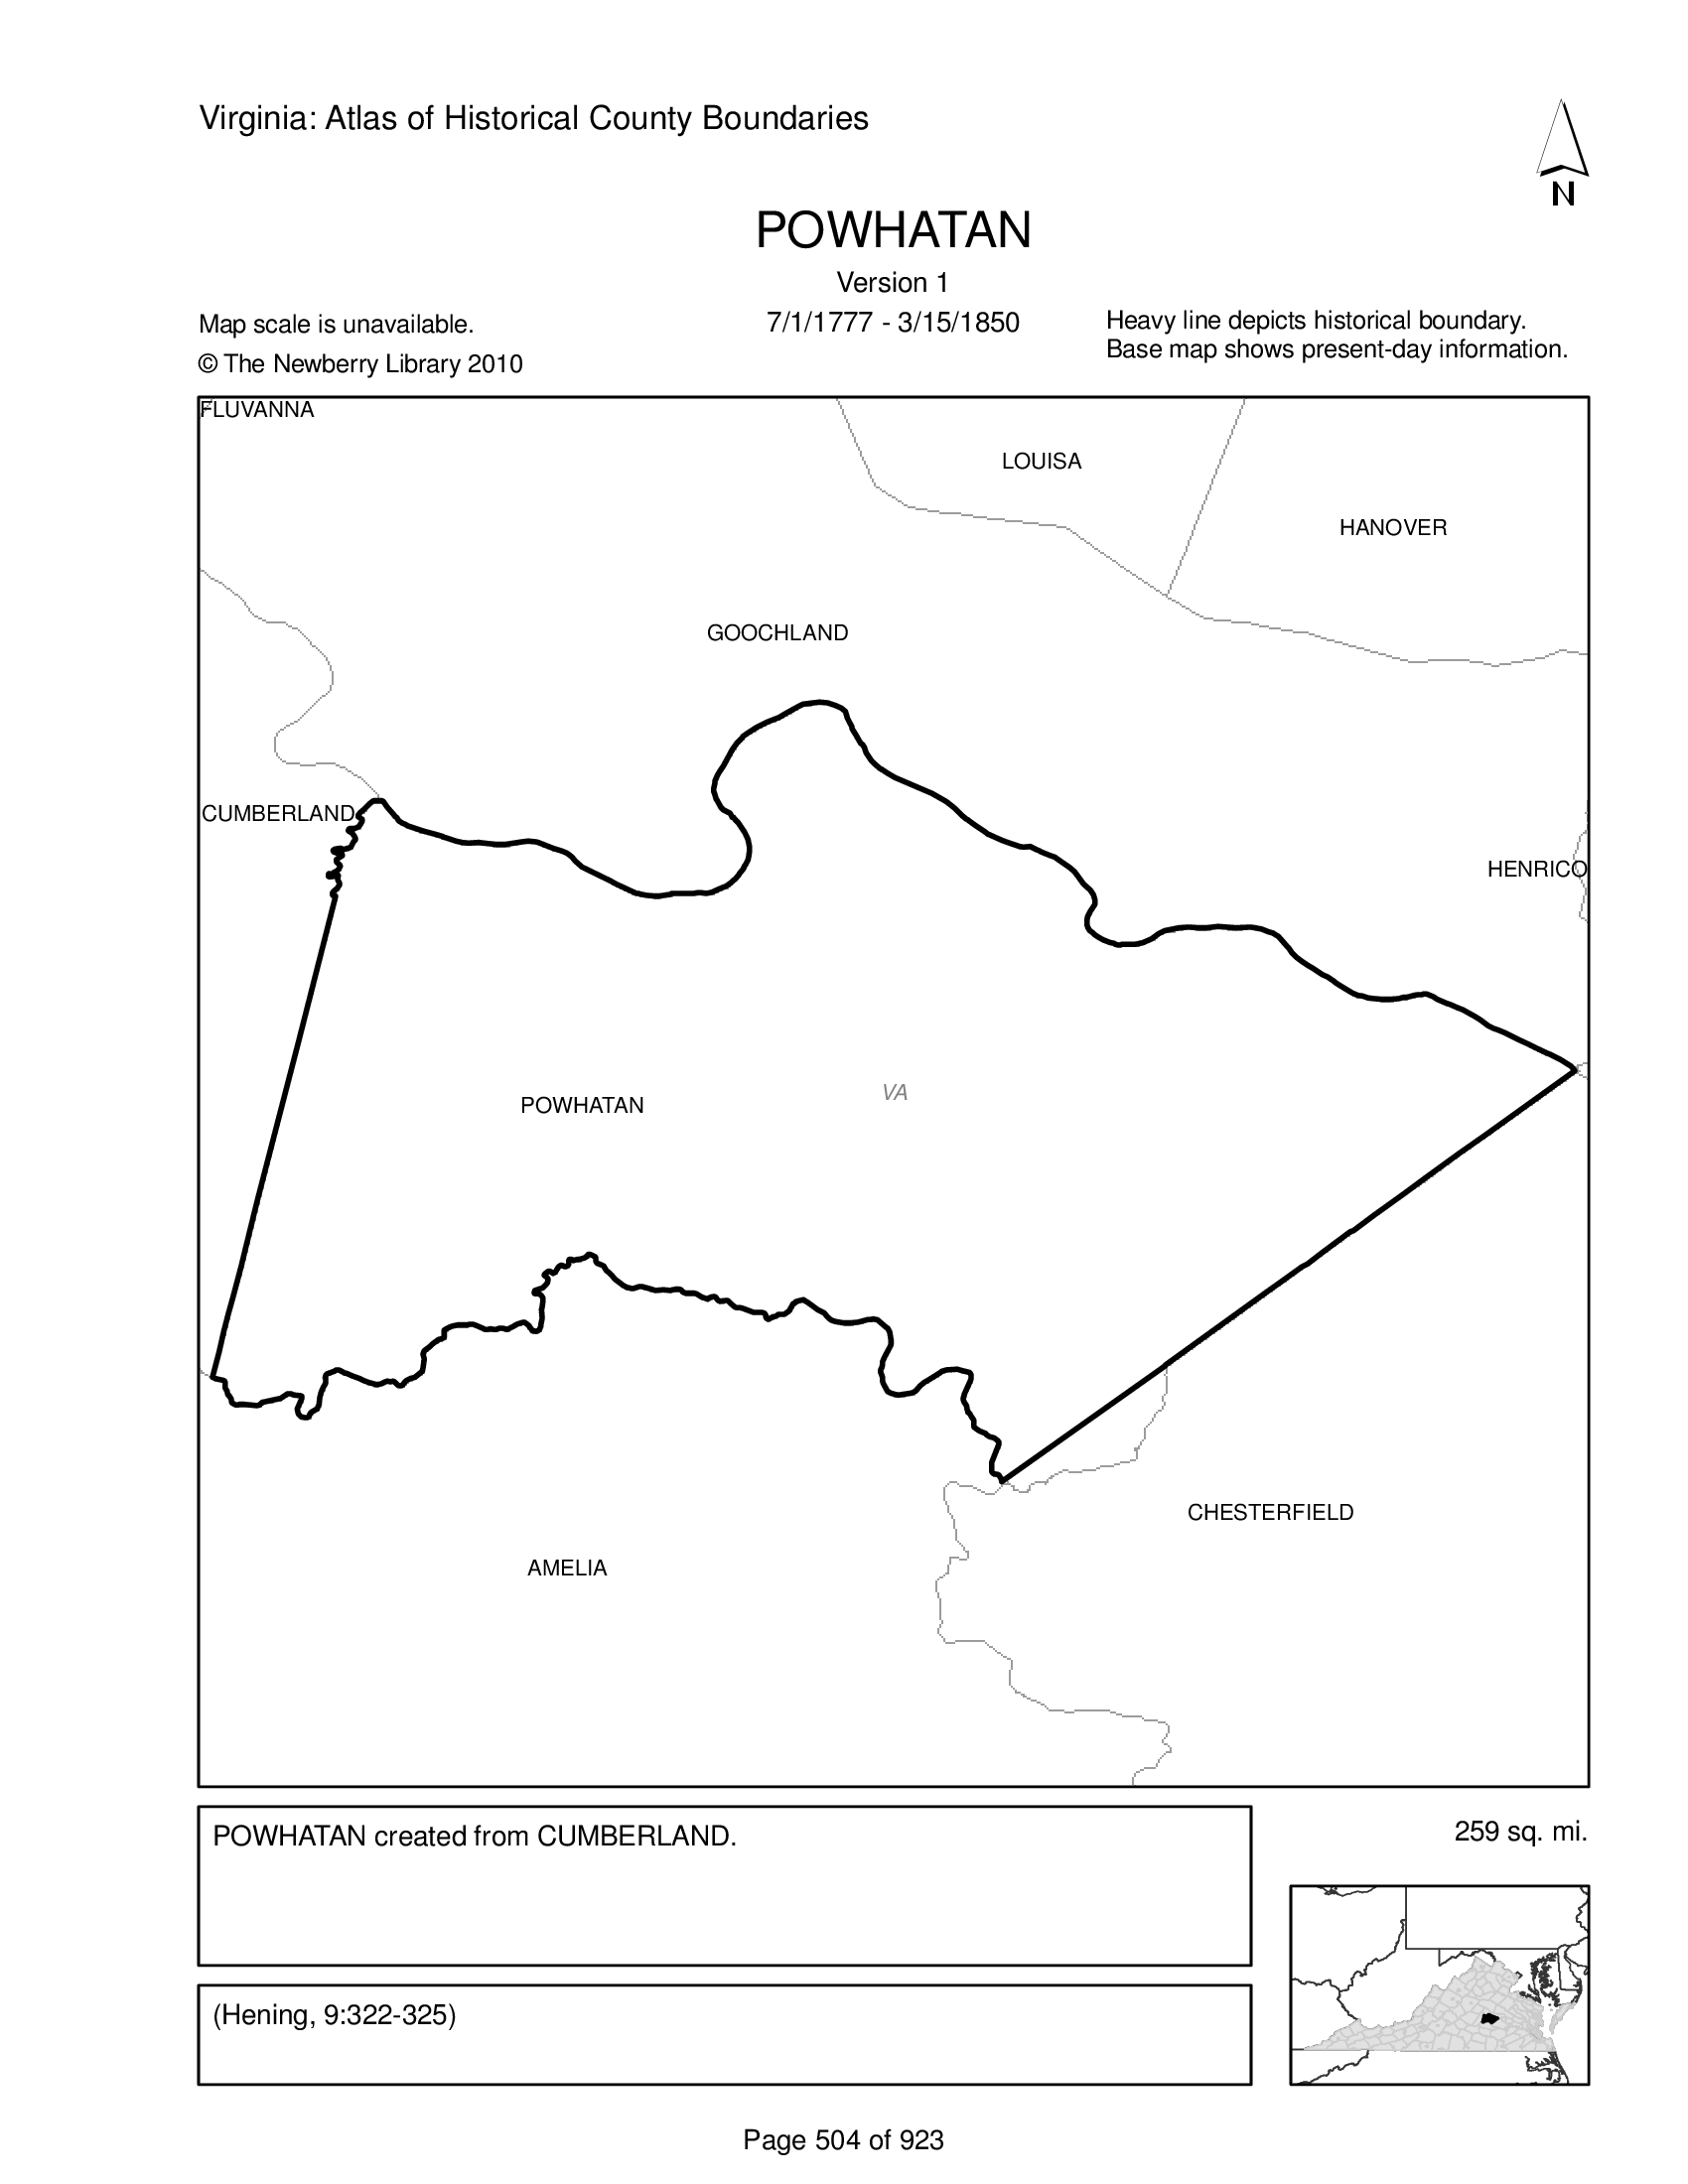 Virginia: Atlas of Historical County Boundaries
N
POWHATAN
Version 1
7/1/1777 - 3/15/1850
Map scale is unavailable.
© The Newberry Library 2010
Heavy line depicts historical boundary.
Base map shows present-day information.
FLUVANNA
LOUISA
HANOVER
GOOCHLAND
CUMBERLAND
HENRICO
VA
POWHATAN
CHESTERFIELD
AMELIA
POWHATAN created from CUMBERLAND.
259 sq. mi.
(Hening, 9:322-325)
Page 504 of 923